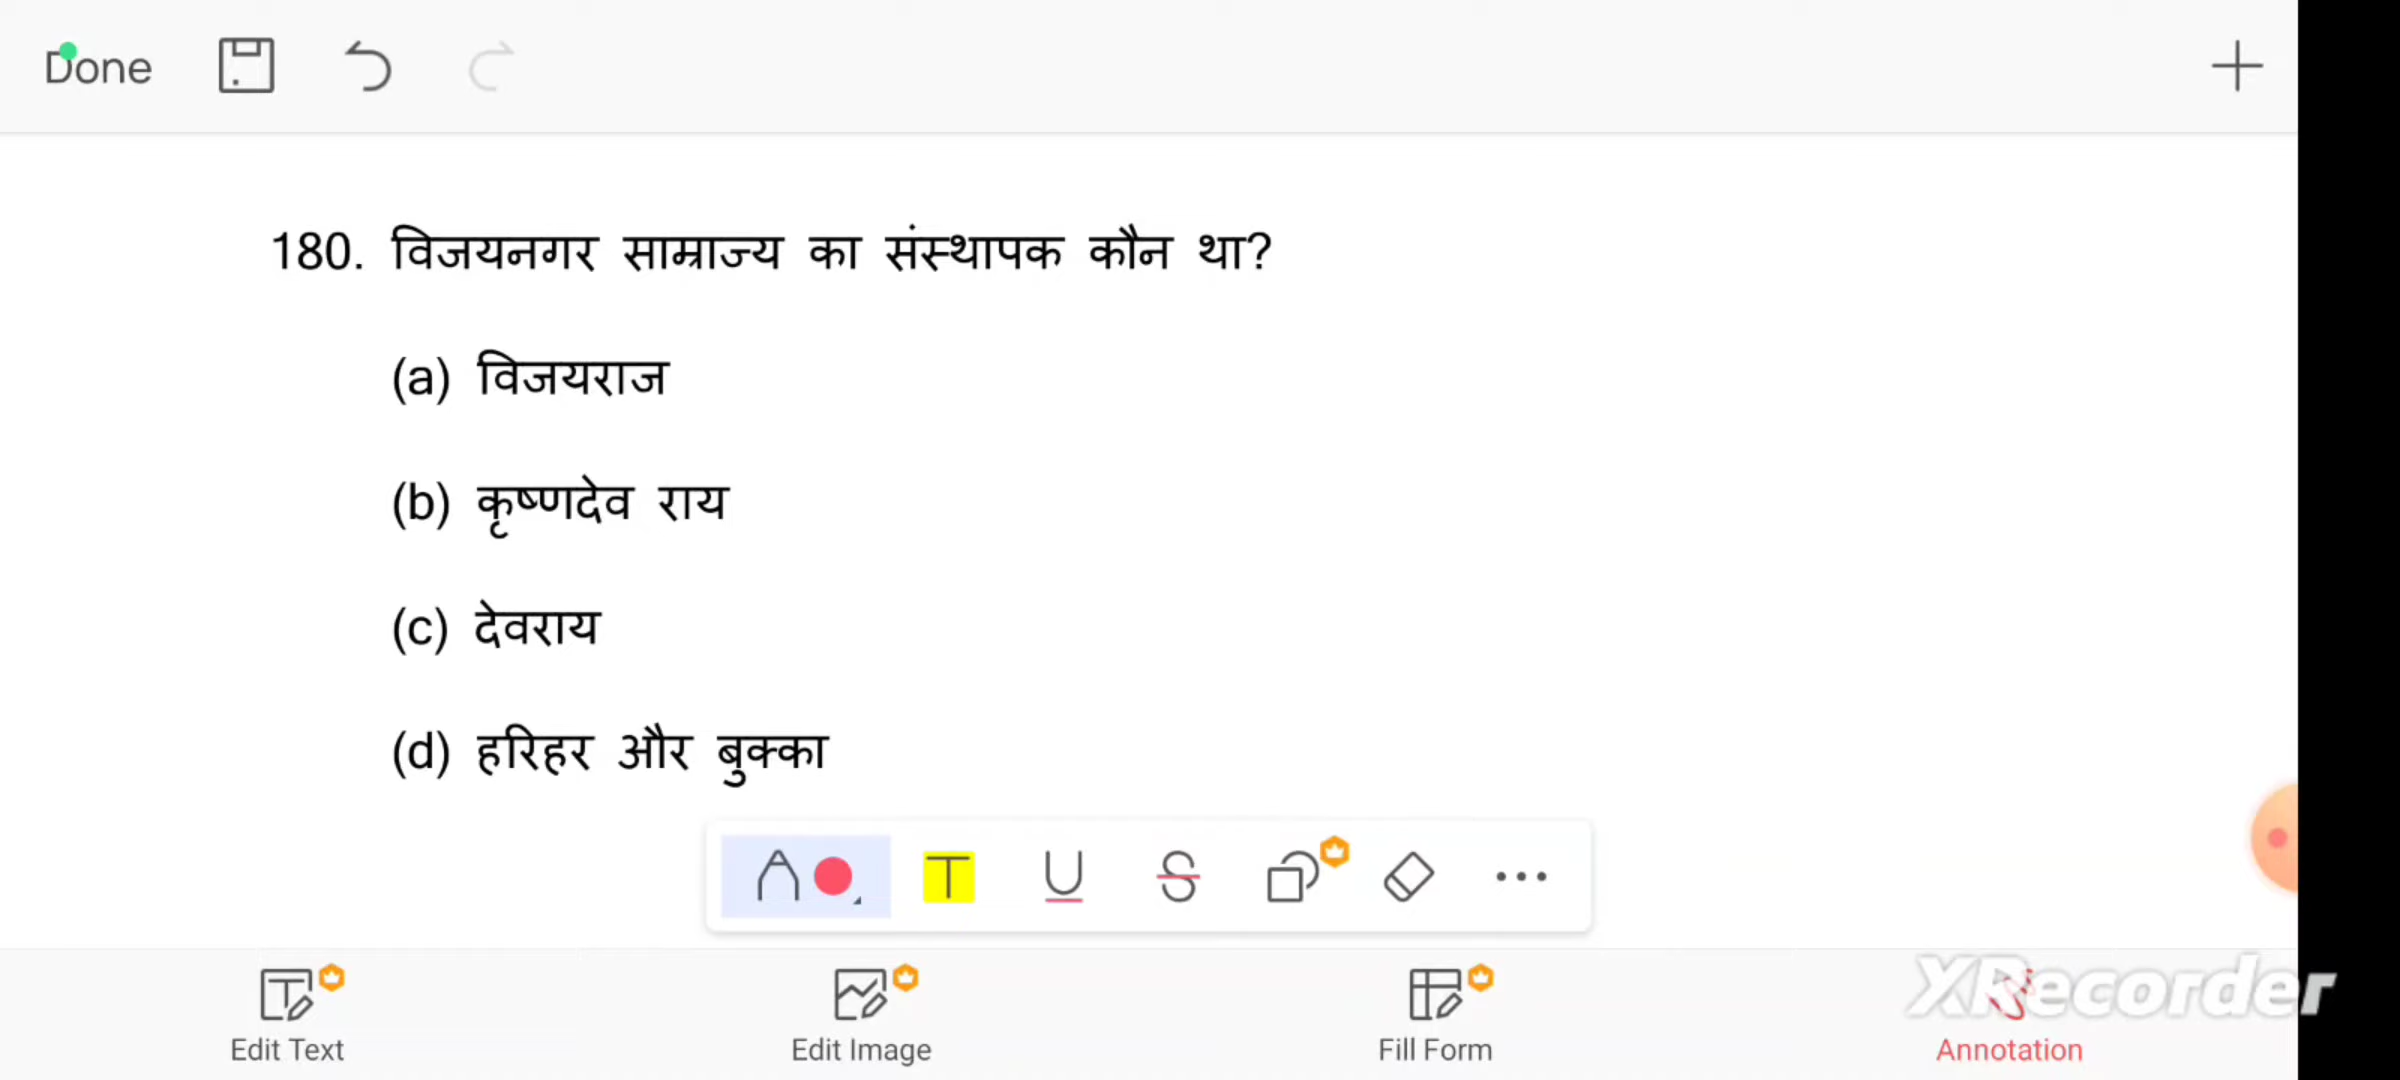 Done
180. विजयनगर साम्राज्य का संस्थापक कौन था?
(a) विजयराज
(b) कृष्णदेव राय
(c) देवराय
(d) हरिहर और बुक्का
Edit Text
Edit Image
Fill Form
Annotation
XRecorder